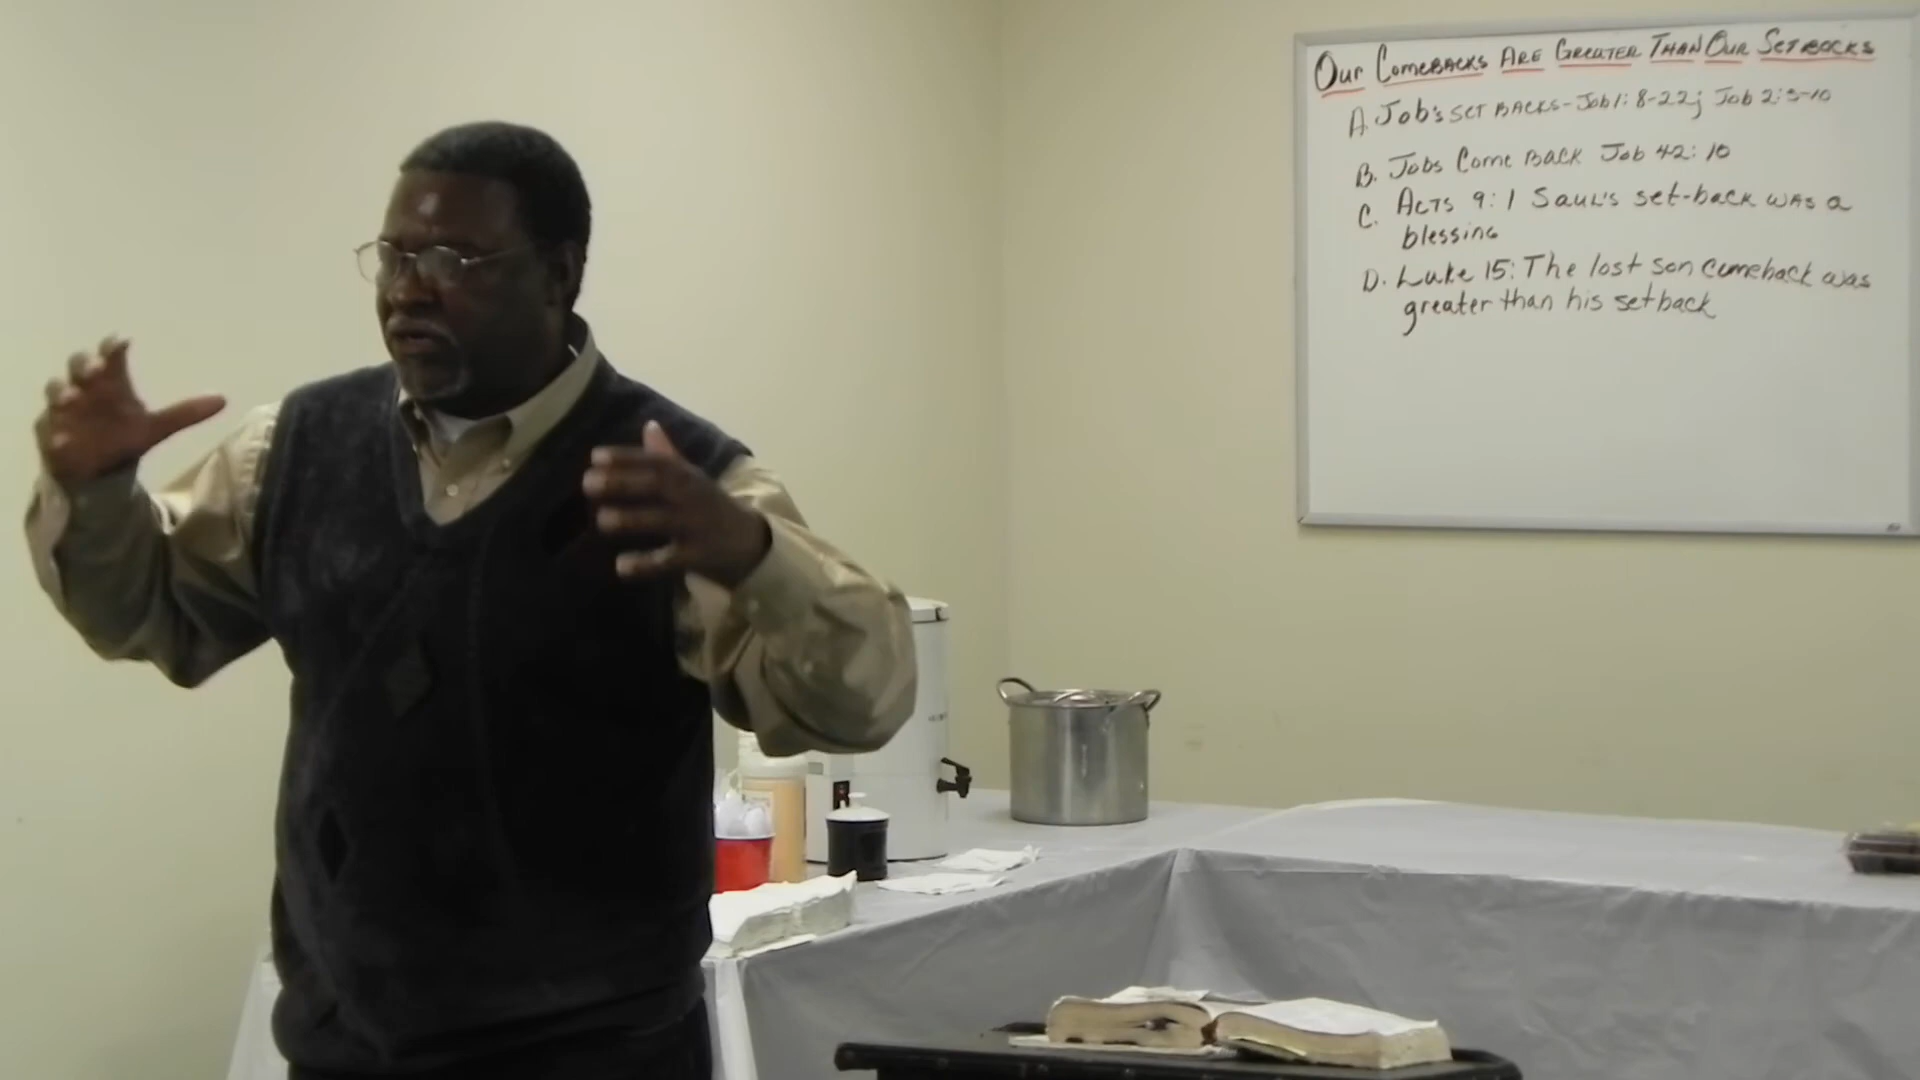 Our Comebacks Are Greater Than Our Setbacks
A. Job's setbacks - Job 1: 8-22; Job 2: 3-10
B. Jobs Come Back Job 42: 10
C. Acts 9: 1 Saul's set-back was a
blessing
D. Luke 15: The lost son comeback was
greater than his setback